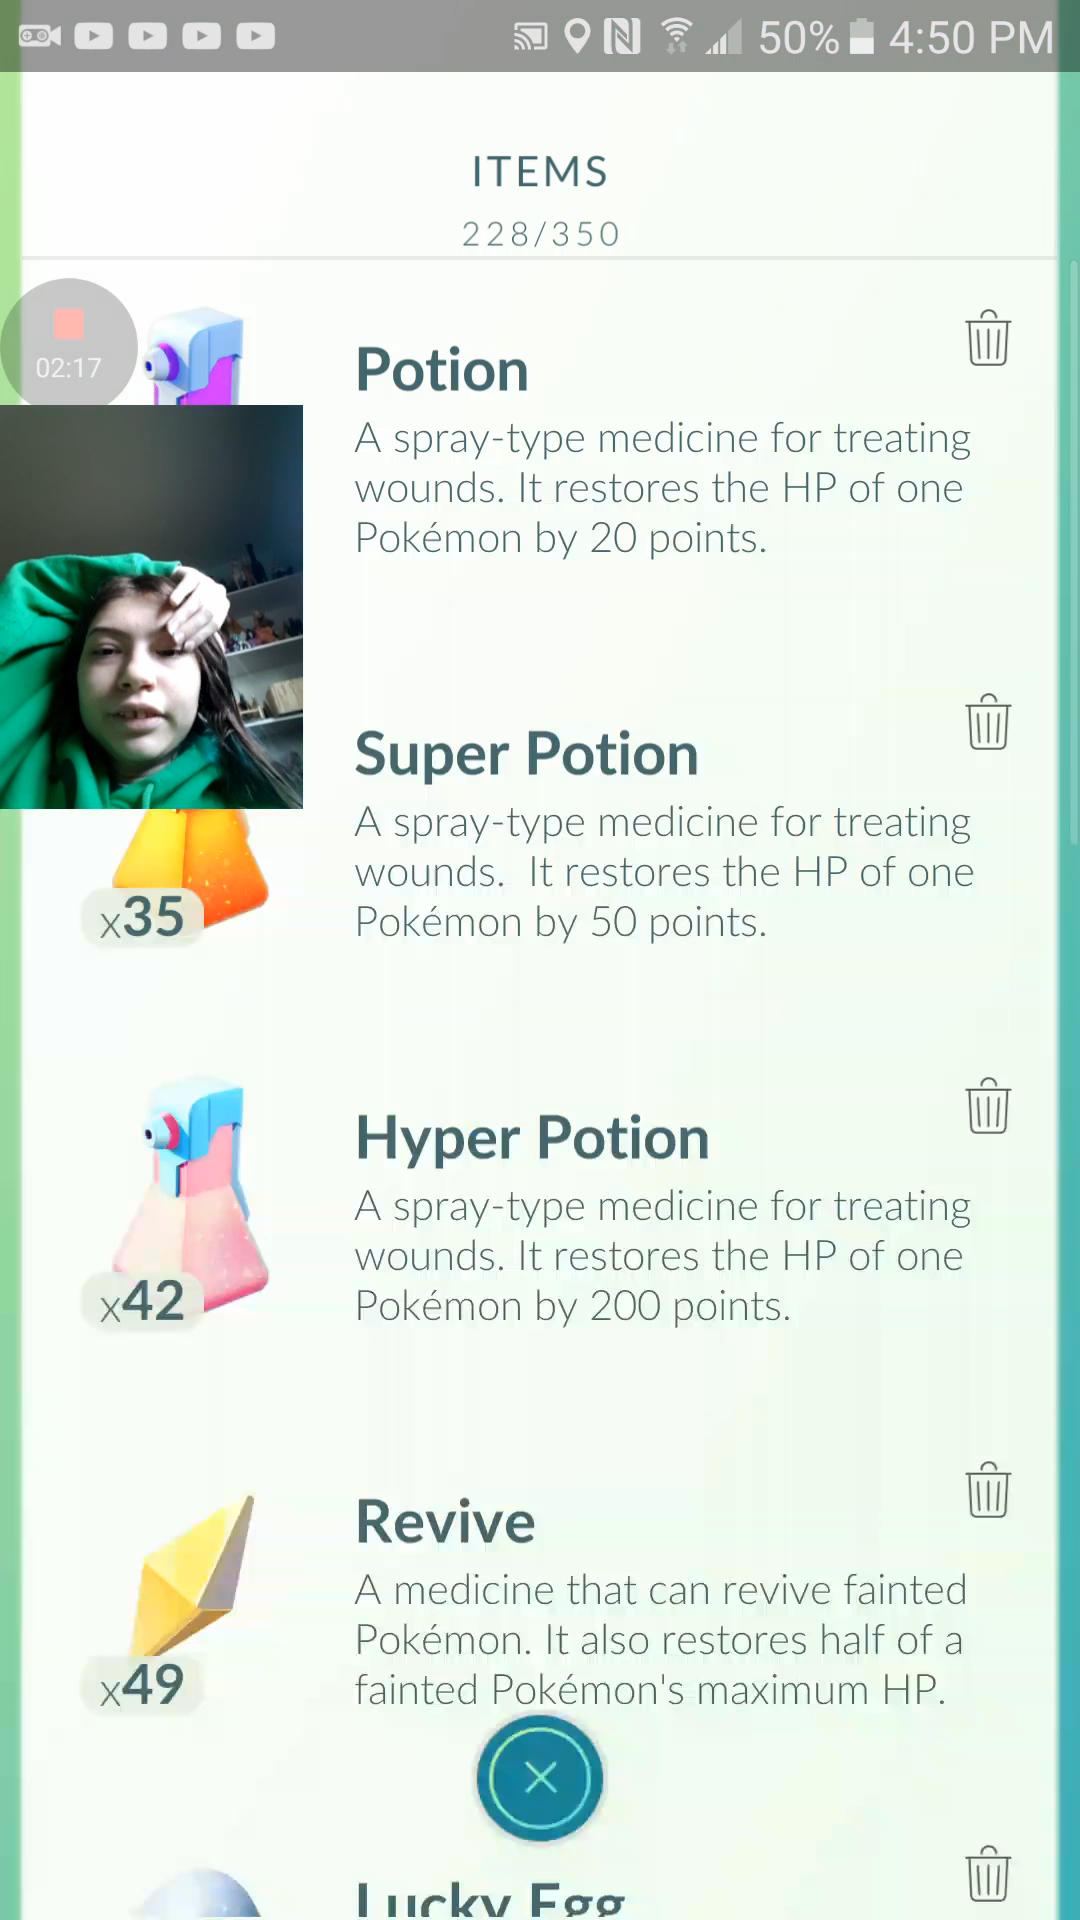 50% 4:50 PM
ITEMS
228/350
02:17
Potion
A spray-type medicine for treating
wounds. It restores the HP of one
Pokémon by 20 points.
Super Potion
A spray-type medicine for treating
wounds.  It restores the HP of one
Pokémon by 50 points.
x35
Hyper Potion
A spray-type medicine for treating
wounds. It restores the HP of one
Pokémon by 200 points.
x42
Revive
A medicine that can revive fainted
Pokémon. It also restores half of a
fainted Pokémon's maximum HP.
x49
Lucky Egg